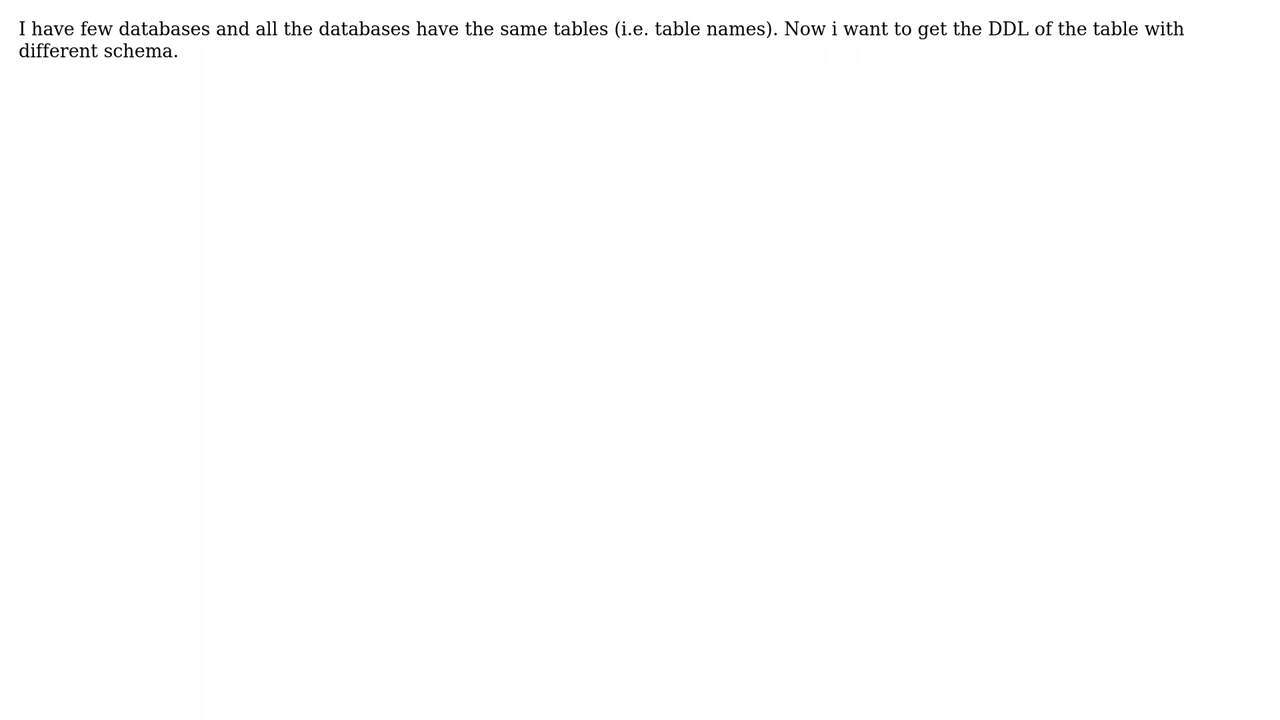 I have few databases and all the databases have the same tables (i.e. table names). Now i want to get the DDL of the table with
different schema.